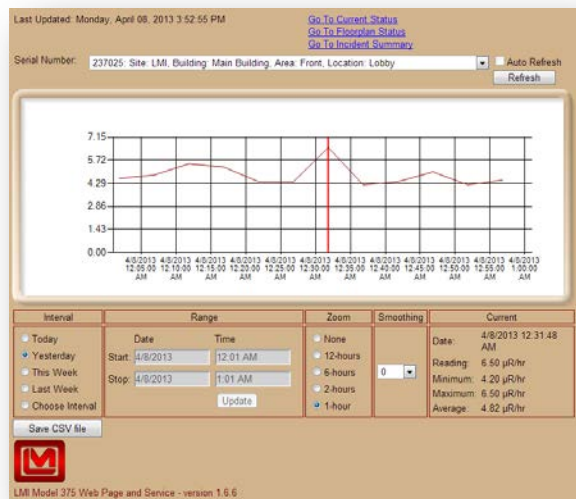 Last Updated: Monday, April 08, 2013 3:52:55 PM
Go To Current Status
Go To Floorplan Status
Go To Incident Summary
Serial Number: 237025: Site: LMI, Building: Main Building, Area: Front, Location: Lobby
Auto Refresh
Refresh
7.15
5.72
4.29
2.86
1.43
0.00
4/8/2013 4/8/2013 4/8/2013 4/8/2013 4/8/2013 4/8/2013 4/8/2013 4/8/2013 4/8/2013 4/8/2013 4/8/2013 4/8/2013
12:05:00 12:10:00 12:15:00 12:20:00 12:25:00 12:30:00 12:35:00 12:40:00 12:45:00 12:50:00 12:55:00 1:00:00
AM AM AM AM AM AM AM AM AM AM AM AM
Interval Range Zoom Smoothing Current
Today
Yesterday
This Week
Last Week
Choose Interval
Date Time
Start: 4/8/2013 12:01 AM
Stop: 4/8/2013 1:01 AM
Update
None
12-hours
6-hours
2-hours
1-hour
0
Date: 4/8/2013 12:31:48 AM
Reading: 6.50 µR/hr
Minimum: 4.20 µR/hr
Maximum: 6.50 µR/hr
Average: 4.82 µR/hr
Save CSV file
LMI Model 375 Web Page and Service - version 1.6.6